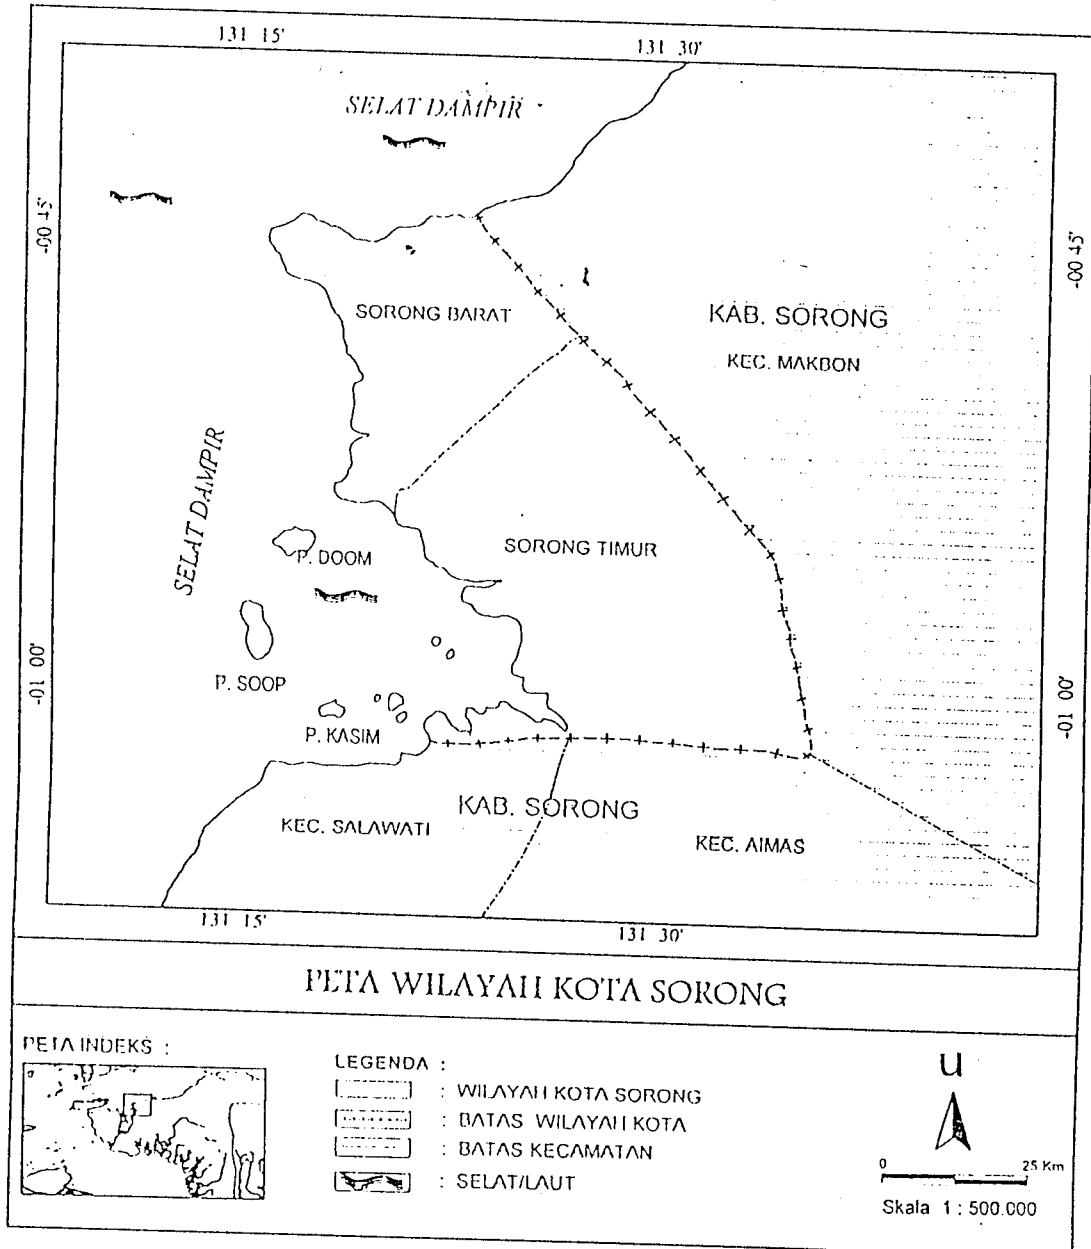 131 15'
131 30'
SELAT DAMPIR
-00 45'
-00 45'
SORONG BARAT
KAB. SORONG
KEC. MAKBON
SELAT DAMPIR
P. DOOM
SORONG TIMUR
-01 00'
-01 00'
P. SOOP
P. KASIM
KAB. SORONG
KEC. SALAWATI
KEC. AIMAS
131 15'
131 30'
PETA WILAYAH KOTA SORONG
PETA INDEKS :
LEGENDA :
: WILAYAH KOTA SORONG
: BATAS WILAYAH KOTA
: BATAS KECAMATAN
: SELAT/LAUT
U
0 25 Km
Skala 1 : 500.000